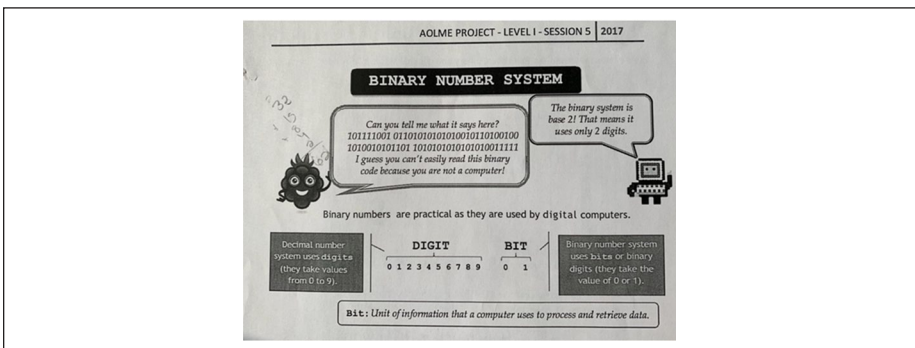 AOLME PROJECT - LEVEL I - SESSION 5 | 2017
BINARY NUMBER SYSTEM
Can you tell me what it says here?
101111001 01101010101010010110100100
1010010101101 1010101010101010011111
I guess you can't easily read this binary
code because you are not a computer!
The binary system is
base 2! That means it
uses only 2 digits.
Binary numbers are practical as they are used by digital computers.
Decimal number
system uses digits
(they take values
from 0 to 9).
DIGIT
0 1 2 3 4 5 6 7 8 9
BIT
0 1
Binary number system
uses bits or binary
digits (they take the
value of 0 or 1).
Bit: Unit of information that a computer uses to process and retrieve data.